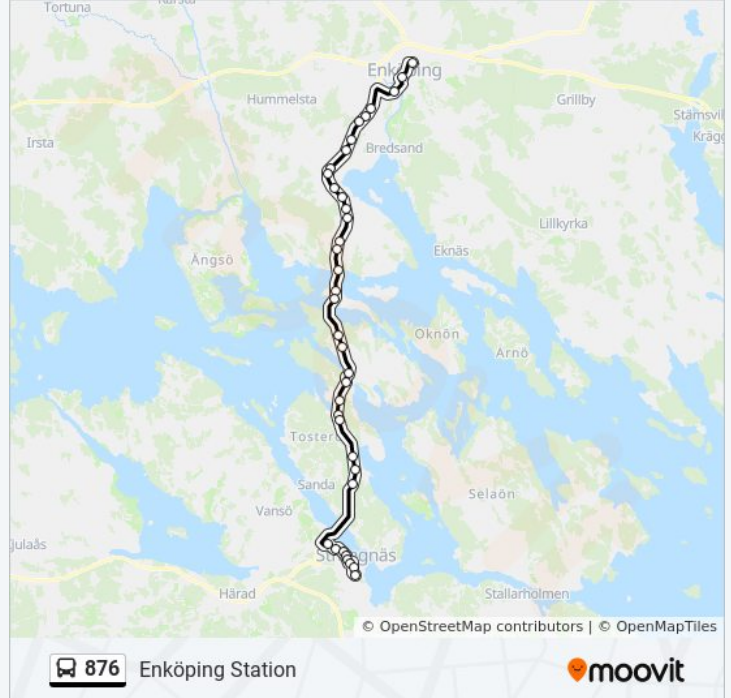 Tortuna
Enköping
Hummelsta
Grillby
Irsta
Bredsand
Lillkyrka
Eknäs
Ängsö
Oknön
Arnö
Sanda
Selaön
Vansö
Härad
Stallarholmen
© OpenStreetMap contributors | © OpenMapTiles
876 Enköping Station
moovit